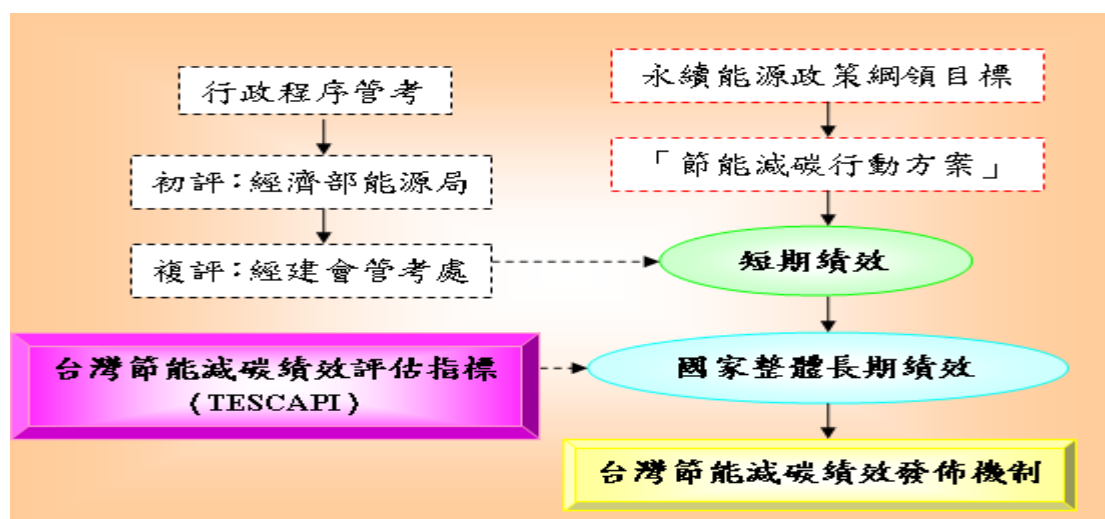 行政程序管考
初評：經濟部能源局
複評：經建會管考處
台灣節能減碳績效評估指標
(TESCAPI)
永續能源政策綱領目標
「節能減碳行動方案」
短期績效
國家整體長期績效
台灣節能減碳績效發佈機制